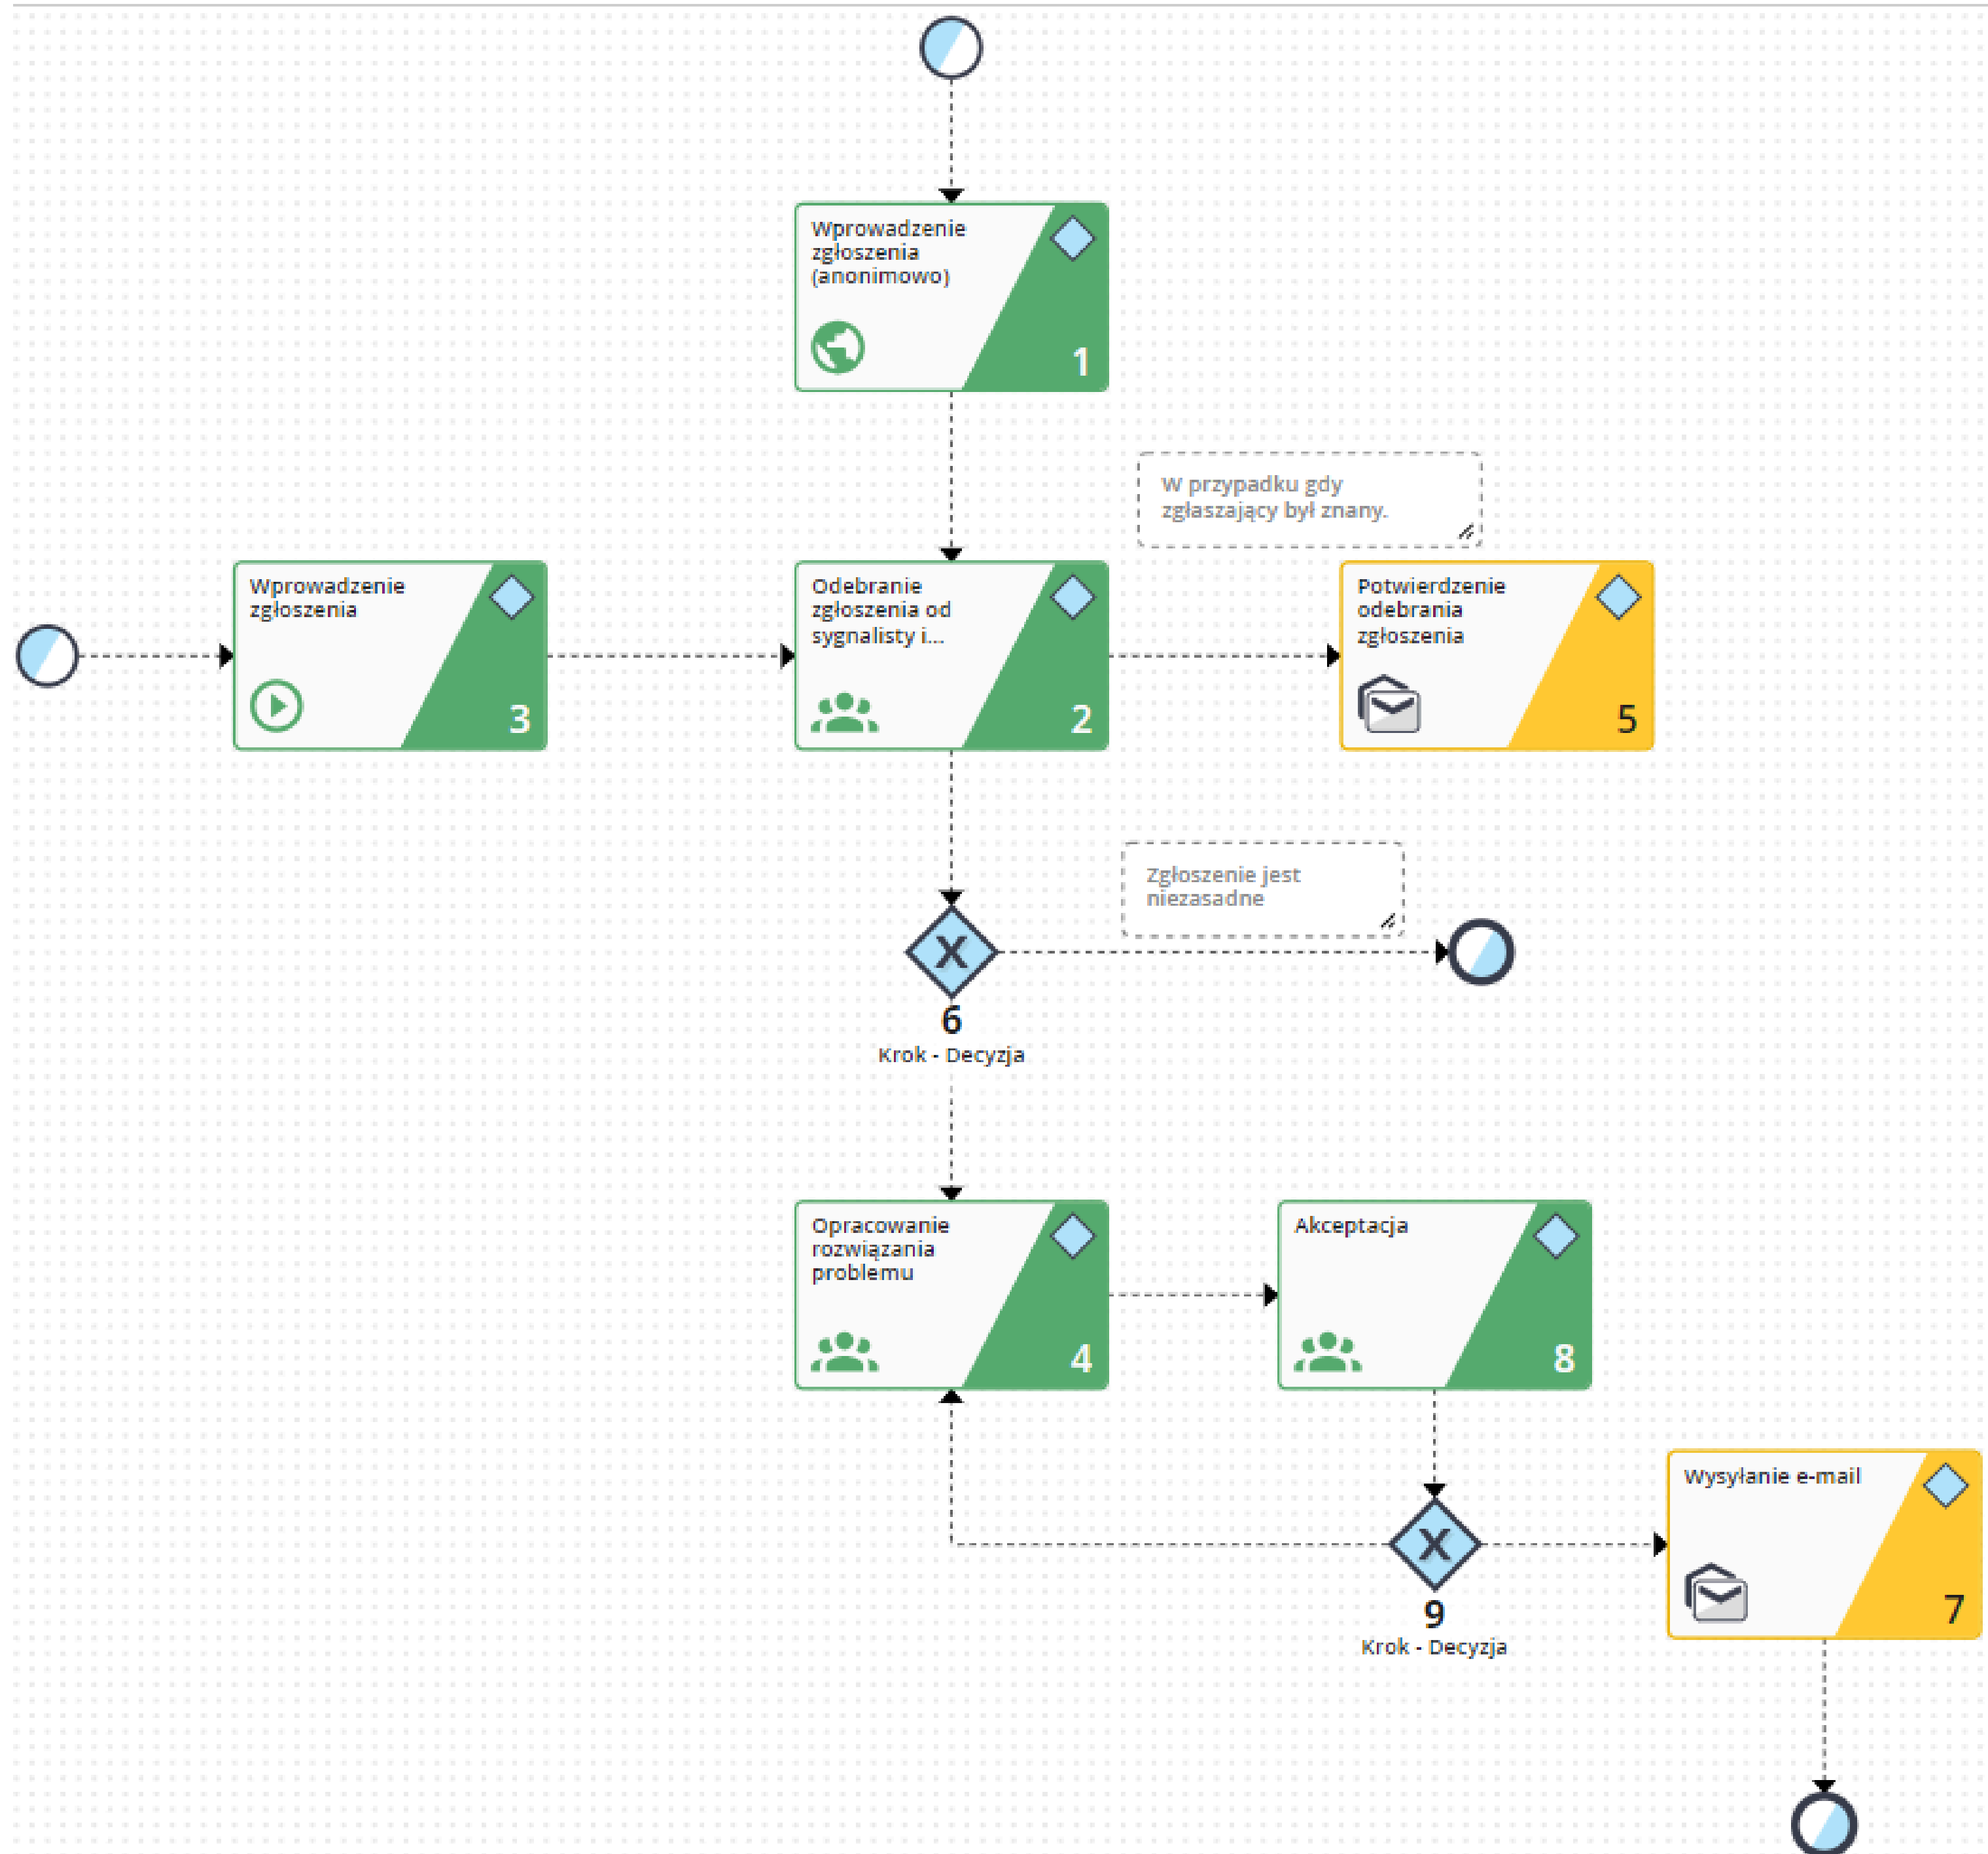 Wprowadzenie
zgłoszenia
(anonimowo)
1
W przypadku gdy
zgłaszający był znany.
Wprowadzenie
zgłoszenia
3
Odebranie
zgłoszenia od
sygnalisty i...
2
Potwierdzenie
odebrania
zgłoszenia
5
Zgłoszenie jest
niezasadne
X
6
Krok - Decyzja
Opracowanie
rozwiązania
problemu
4
Akceptacja
8
Wysyłanie e-mail
7
X
9
Krok - Decyzja